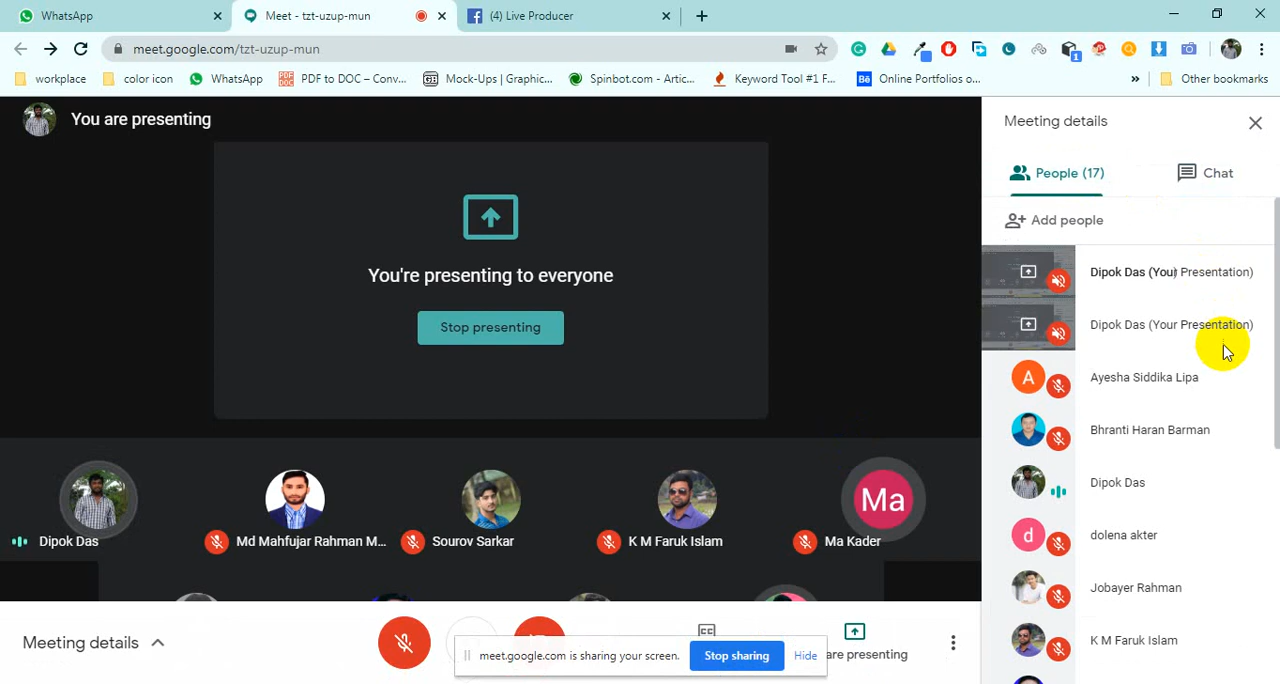 WhatsApp
Meet - tzt-uzup-mun
(4) Live Producer
meet.google.com/tzt-uzup-mun
1
workplace
color icon
WhatsApp
PDF to DOC – Conv...
Mock-Ups | Graphic...
Spinbot.com - Artic...
Keyword Tool #1 F...
Bē
Online Portfolios o...
»
Other bookmarks
You are presenting
Meeting details
People (17)
Chat
Add people
You're presenting to everyone
Stop presenting
Dipok Das (Your Presentation)
Dipok Das (Your Presentation)
A
Ayesha Siddika Lipa
Bhranti Haran Barman
Dipok Das
d
dolena akter
Jobayer Rahman
K M Faruk Islam
Ma
Dipok Das
Md Mahfujar Rahman M...
Sourov Sarkar
K M Faruk Islam
Ma Kader
Meeting details
meet.google.com is sharing your screen.
Stop sharing
Hide
are presenting